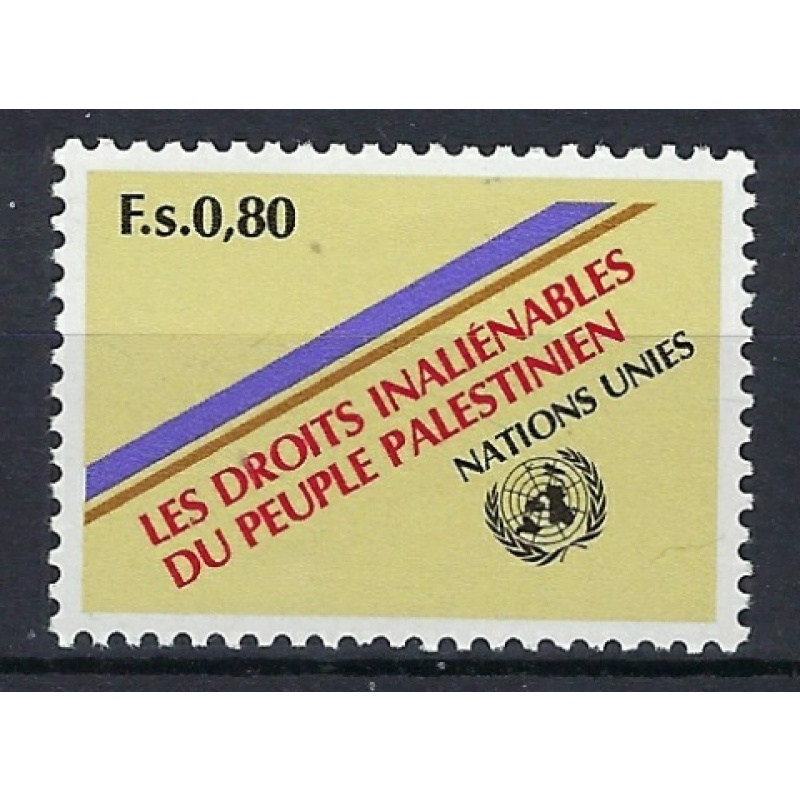 F.s.0,80
LES DROITS INALIÉNABLES
DU PEUPLE PALESTINIEN
NATIONS UNIES